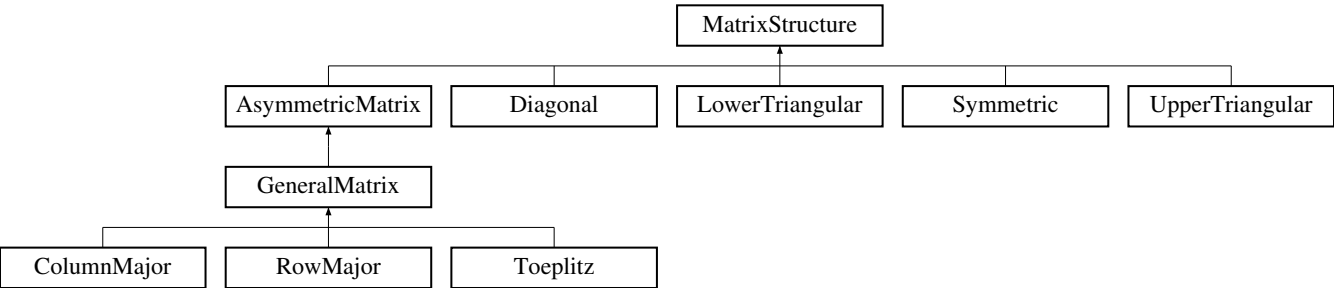 MatrixStructure
AsymmetricMatrix
Diagonal
LowerTriangular
Symmetric
UpperTriangular
GeneralMatrix
ColumnMajor
RowMajor
Toeplitz